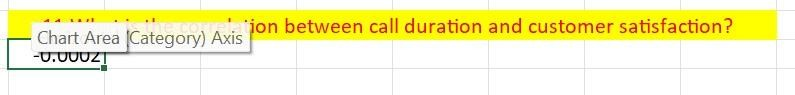 11. What is the correlation between call duration and customer satisfaction?
Chart Area (Category) Axis
-0.0002